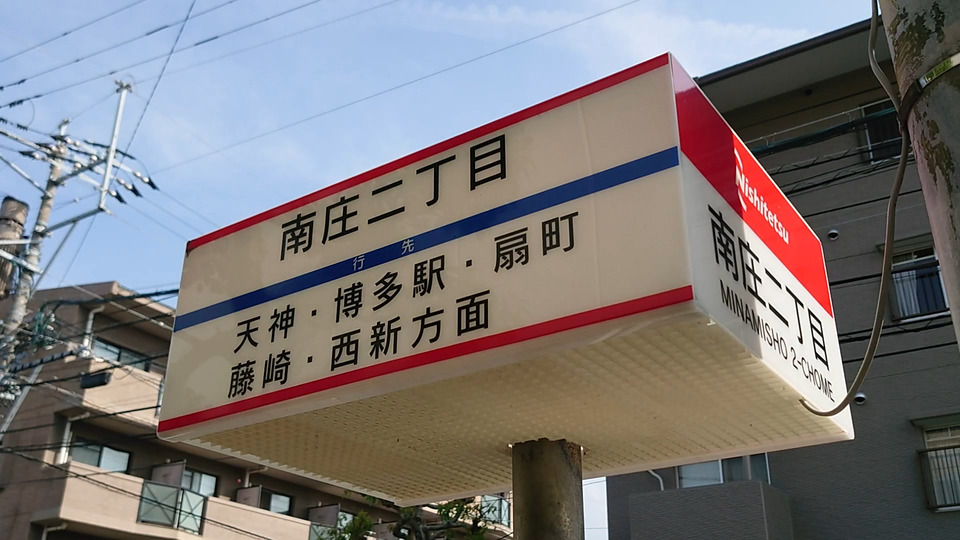 南庄二丁目
行先
天神・博多駅・扇町
藤崎・西新方面
Nishitetsu
南庄二丁目
MINAMISHO 2-CHOME